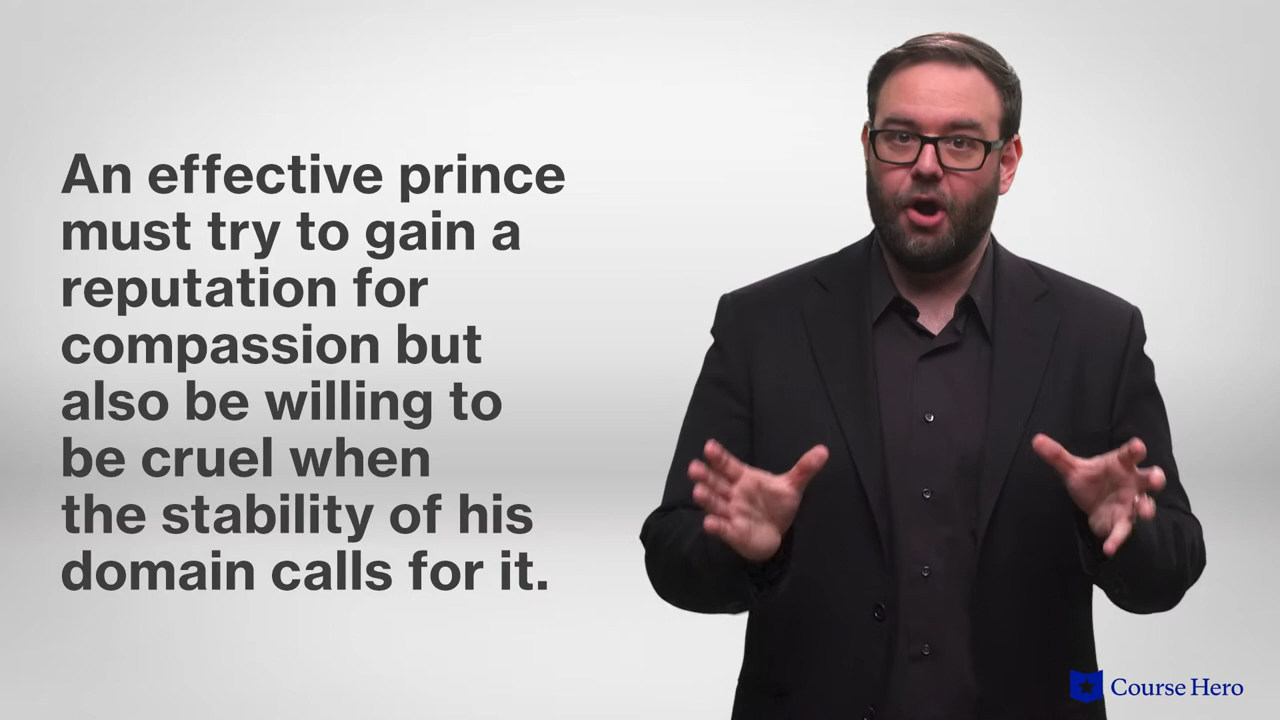 An effective prince
must try to gain a
reputation for
compassion but
also be willing to
be cruel when
the stability of his
domain calls for it.
Course Hero